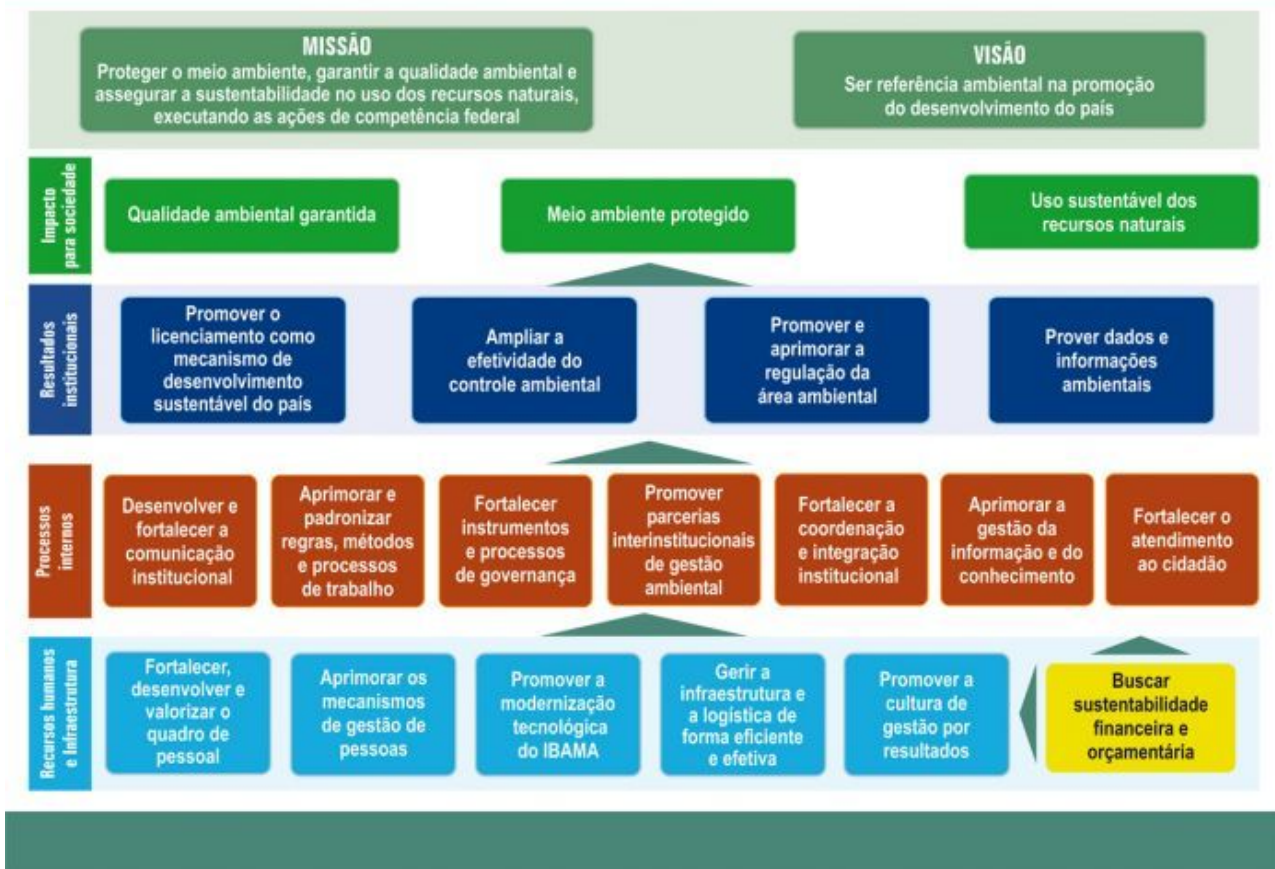 MISSÃO
Proteger o meio ambiente, garantir a qualidade ambiental e
assegurar a sustentabilidade no uso dos recursos naturais,
executando as ações de competência federal
VISÃO
Ser referência ambiental na promoção
do desenvolvimento do país
Impacto
para sociedade
Qualidade ambiental garantida
Meio ambiente protegido
Uso sustentável dos
recursos naturais
Resultados
institucionais
Promover o
licenciamento como
mecanismo de
desenvolvimento
sustentável do país
Ampliar a
efetividade do
controle ambiental
Promover e
aprimorar a
regulação da
área ambiental
Prover dados e
informações
ambientais
Processos
internos
Desenvolver e
fortalecer a
comunicação
institucional
Aprimorar e
padronizar
regras, métodos
e processos
de trabalho
Fortalecer
instrumentos
e processos
de governança
Promover
parcerias
interinstitucionais
de gestão
ambiental
Fortalecer a
coordenação
e integração
institucional
Aprimorar a
gestão da
informação e do
conhecimento
Fortalecer o
atendimento
ao cidadão
Recursos humanos
e Infraestrutura
Fortalecer,
desenvolver e
valorizar o
quadro de
pessoal
Aprimorar os
mecanismos
de gestão de
pessoas
Promover a
modernização
tecnológica
do IBAMA
Gerir a
infraestrutura e
a logística de
forma eficiente
e efetiva
Promover a
cultura de
gestão por
resultados
Buscar
sustentabilidade
financeira e
orçamentária